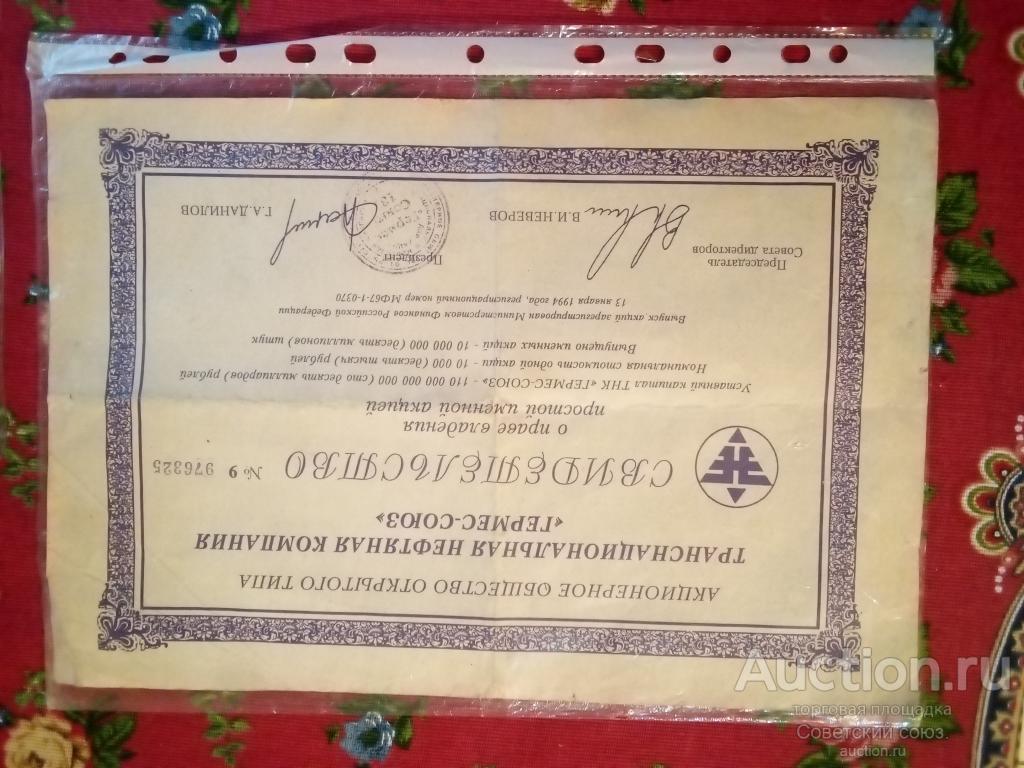 АКЦИОНЕРНОЕ ОБЩЕСТВО ОТКРЫТОГО ТИПА
ТРАНСНАЦИОНАЛЬНАЯ НЕФТЯНАЯ КОМПАНИЯ
«ГЕРМЕС-СОЮЗ»
СВИДЕТЕЛЬСТВО № 9 976325
о праве владения
простой именной акцией
Уставный капитал ТНК «ГЕРМЕС-СОЮЗ» - 110 000 000 000 (сто десять миллиардов) рублей
Номинальная стоимость одной акции - 10 000 (десять тысяч) рублей
Выпущено именных акций - 10 000 000 (десять миллионов) штук
Выпуск акций зарегистрирован Министерством Финансов Российской Федерации
13 января 1994 года, регистрационный номер МФ67-1-0370
Председатель
Совета директоров
В.И.НЕВЕРОВ
Президент
Г.А.ДАНИЛОВ
Auction.ru
торговая площадка
Советский союз.
auction.ru